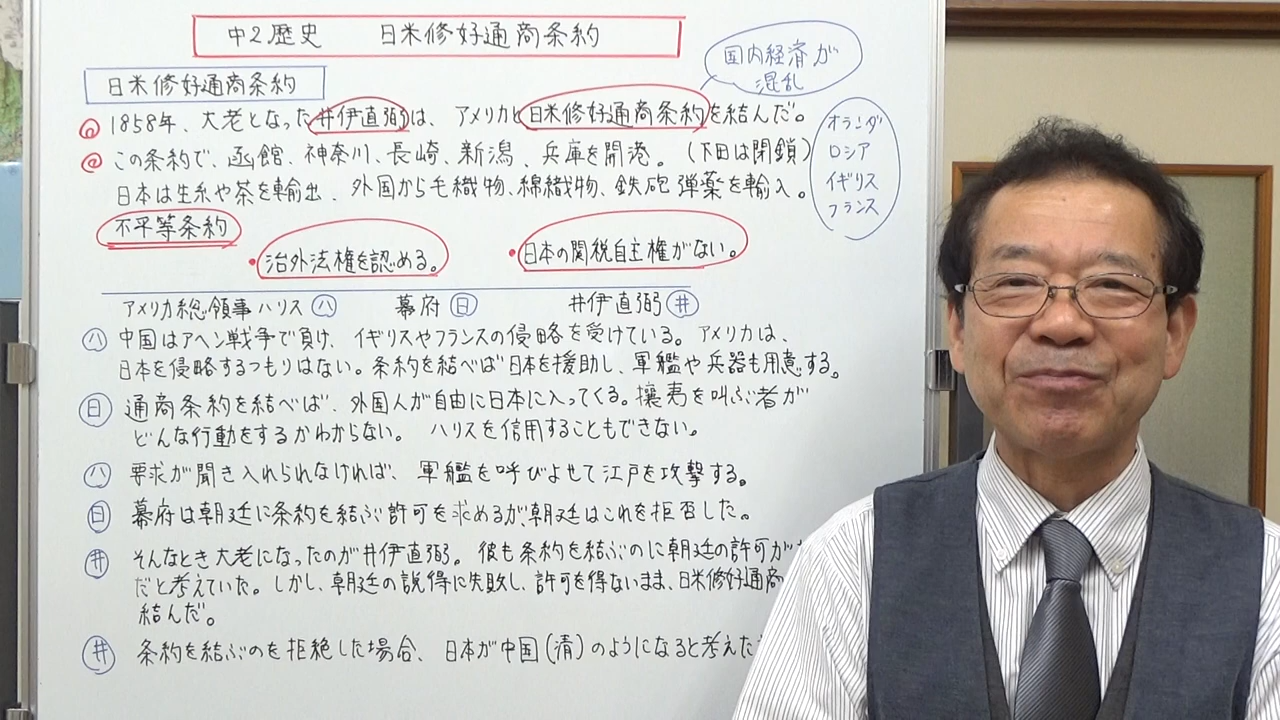 中2歴史 日米修好通商条約
国内経済が
混乱
日米修好通商条約
㋐ 1858年、大老となった井伊直弼は、アメリカと日米修好通商条約を結んだ。
㋑ この条約で、函館、神奈川、長崎、新潟、兵庫を開港。(下田は閉鎖)
日本は生糸や茶を輸出、外国から毛織物、綿織物、鉄砲弾薬を輸入。
オランダ
ロシア
イギリス
フランス
不平等条約
・治外法権を認める。 ・日本の関税自主権がない。
アメリカ総領事ハリス ハ 幕府 日 井伊直弼 井
ハ 中国はアヘン戦争で負け、イギリスやフランスの侵略を受けている。アメリカは、
日本を侵略するつもりはない。条約を結べば日本を援助し、軍艦や兵器も用意する。
日 通商条約を結べば、外国人が自由に日本に入ってくる。攘夷を叫ぶ者が
どんな行動をするかわからない。 ハリスを信用することもできない。
ハ 要求が聞き入れられなければ、軍艦を呼びよせて江戸を攻撃する。
日 幕府は朝廷に条約を結ぶ許可を求めるが、朝廷はこれを拒否した。
井 そんなとき大老になったのが井伊直弼。彼も条約を結ぶのに朝廷の許可が
だと考えていた。しかし、朝廷の説得に失敗し、許可を得ないまま、日米修好通商
結んだ。
井 条約を結ぶのを拒絶した場合、日本が中国(清)のようになると考えた